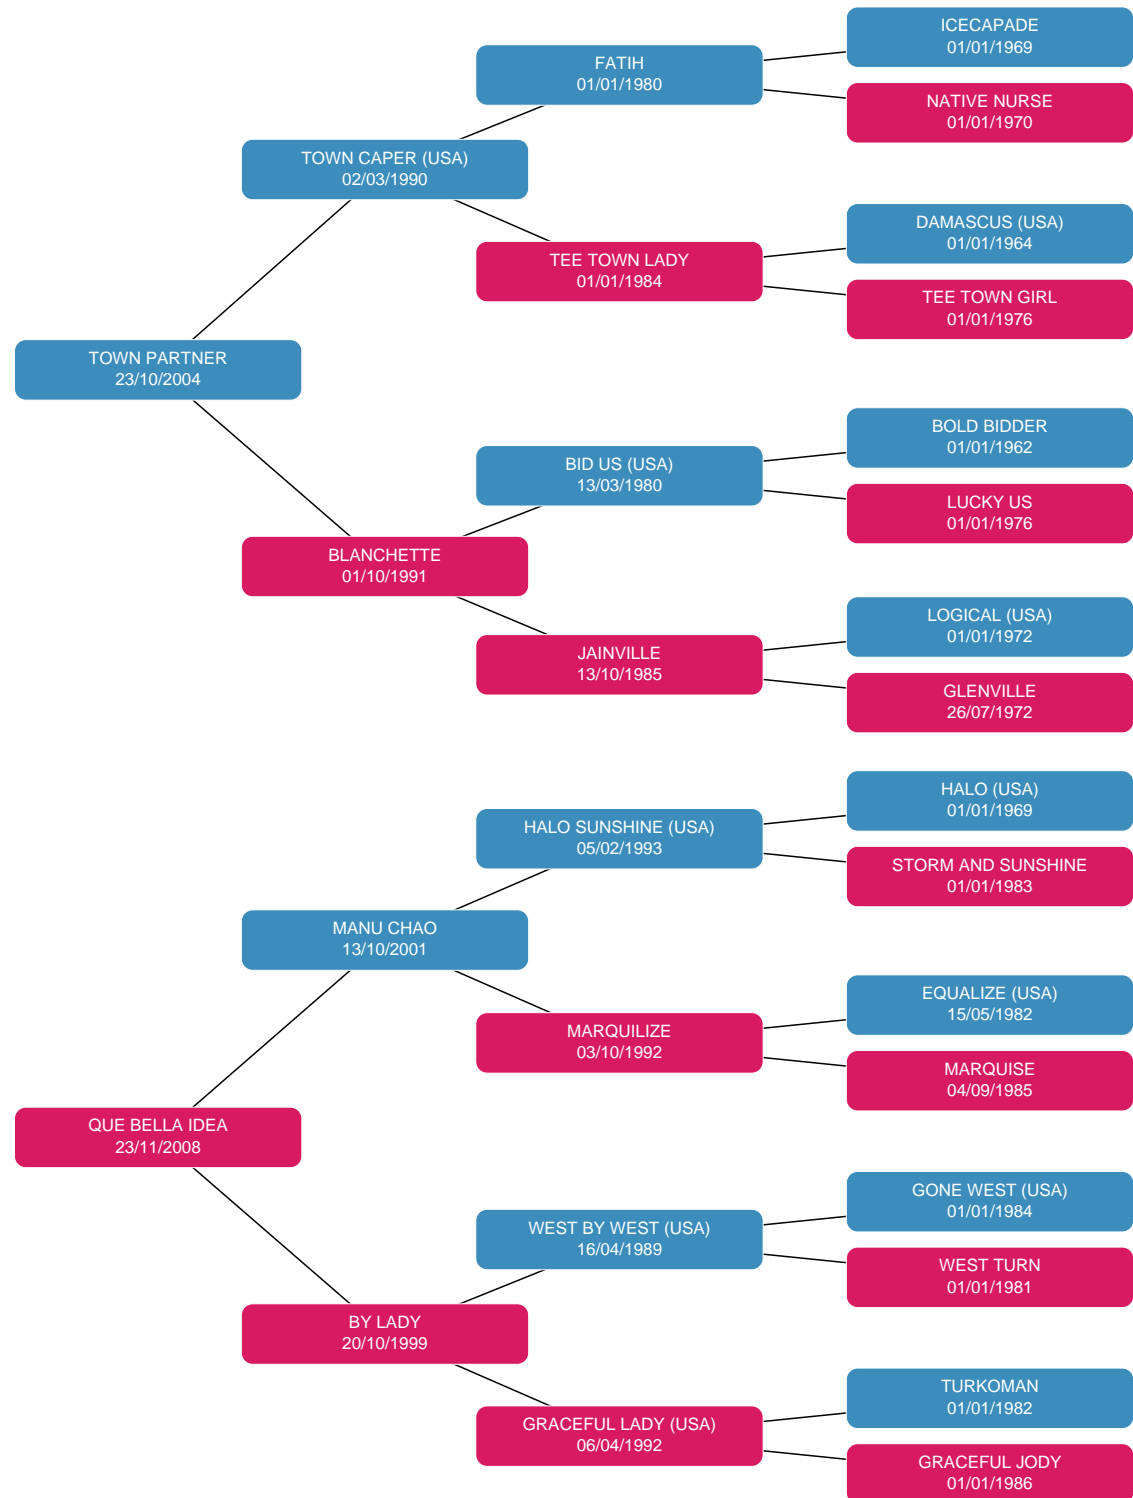 ICECAPADE
01/01/1969
FATIH
01/01/1980
NATIVE NURSE
01/01/1970
TOWN CAPER (USA)
02/03/1990
DAMASCUS (USA)
01/01/1964
TEE TOWN LADY
01/01/1984
TEE TOWN GIRL
01/01/1976
TOWN PARTNER
23/10/2004
BOLD BIDDER
01/01/1962
BID US (USA)
13/03/1980
LUCKY US
01/01/1976
BLANCHETTE
01/10/1991
LOGICAL (USA)
01/01/1972
JAINVILLE
13/10/1985
GLENVILLE
26/07/1972
HALO (USA)
01/01/1969
HALO SUNSHINE (USA)
05/02/1993
STORM AND SUNSHINE
01/01/1983
MANU CHAO
13/10/2001
EQUALIZE (USA)
15/05/1982
MARQUILIZE
03/10/1992
MARQUISE
04/09/1985
QUE BELLA IDEA
23/11/2008
GONE WEST (USA)
01/01/1984
WEST BY WEST (USA)
16/04/1989
WEST TURN
01/01/1981
BY LADY
20/10/1999
TURKOMAN
01/01/1982
GRACEFUL LADY (USA)
06/04/1992
GRACEFUL JODY
01/01/1986